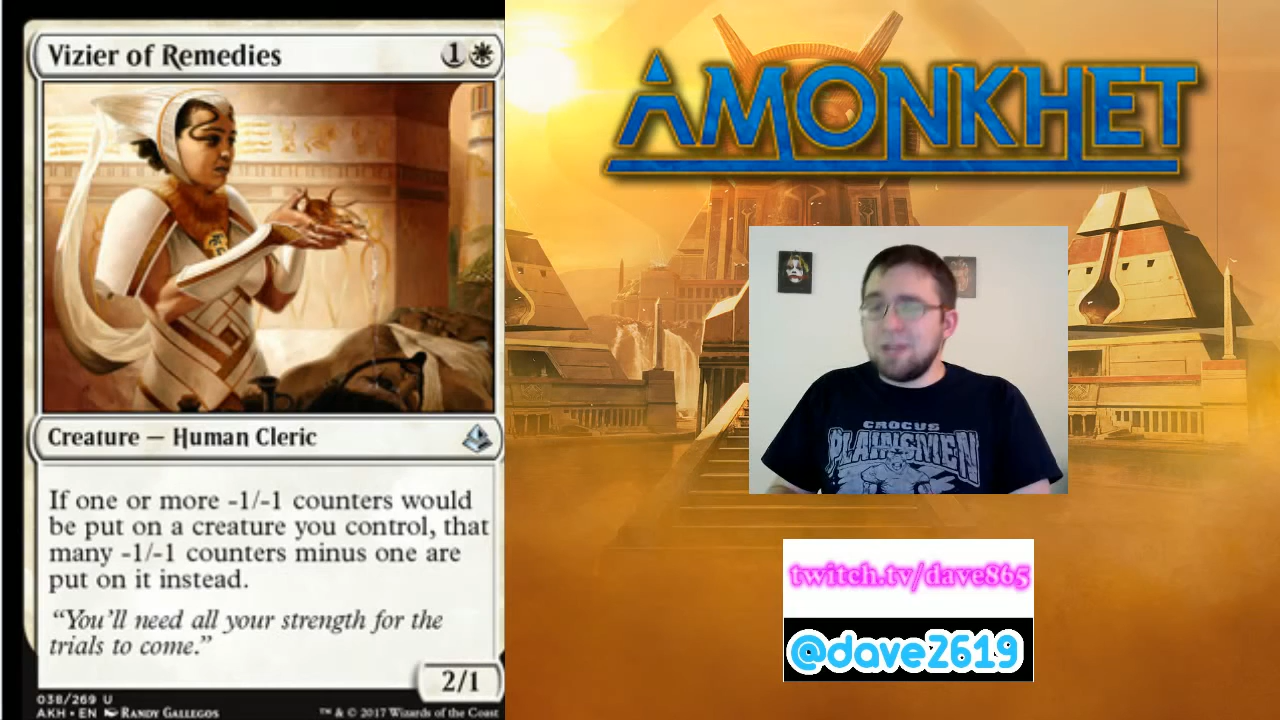 Vizier of Remedies 1
Creature — Human Cleric
If one or more -1/-1 counters would
be put on a creature you control, that
many -1/-1 counters minus one are
put on it instead.
“You’ll need all your strength for the
trials to come.”
2/1
038/269 U
AKH • EN Randy Gallegos
™ & © 2017 Wizards of the Coast
AMONKHET
CROCUS
PLAINSMEN
twitch.tv/dave865
@dave2619